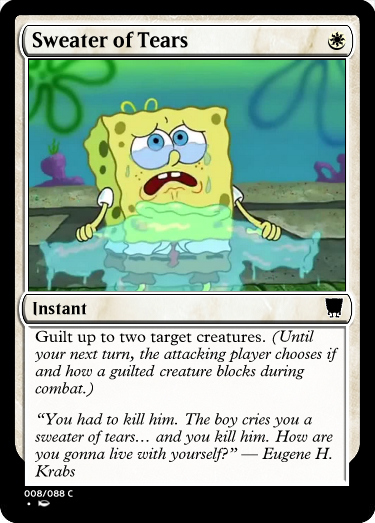 Sweater of Tears
Instant
Guilt up to two target creatures. (Until
your next turn, the attacking player chooses if
and how a guilted creature blocks during
combat.)
“You had to kill him. The boy cries you a
sweater of tears... and you kill him. How are
you gonna live with yourself?” — Eugene H.
Krabs
008/088 C